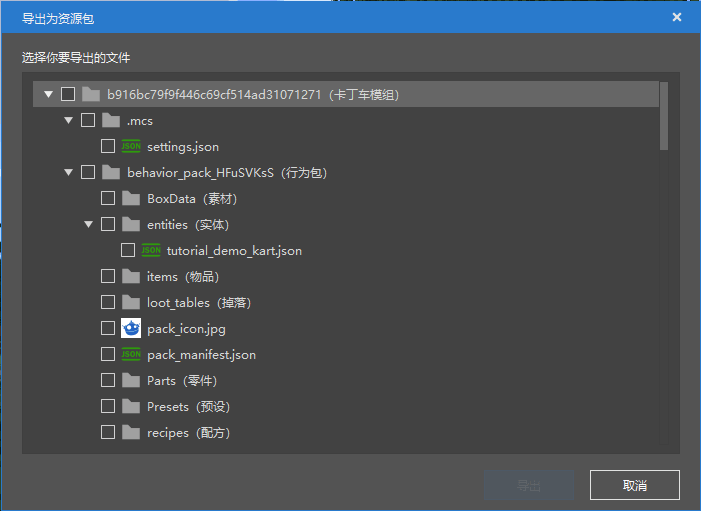 导出为资源包
选择你要导出的文件
b916bc79f9f446c69cf514ad31071271（卡丁车模组）
.mcs
JSON settings.json
behavior_pack_HFuSVKsS（行为包）
BoxData（素材）
entities（实体）
JSON tutorial_demo_kart.json
items（物品）
loot_tables（掉落）
pack_icon.jpg
JSON pack_manifest.json
Parts（零件）
Presets（预设）
recipes（配方）
导出 取消